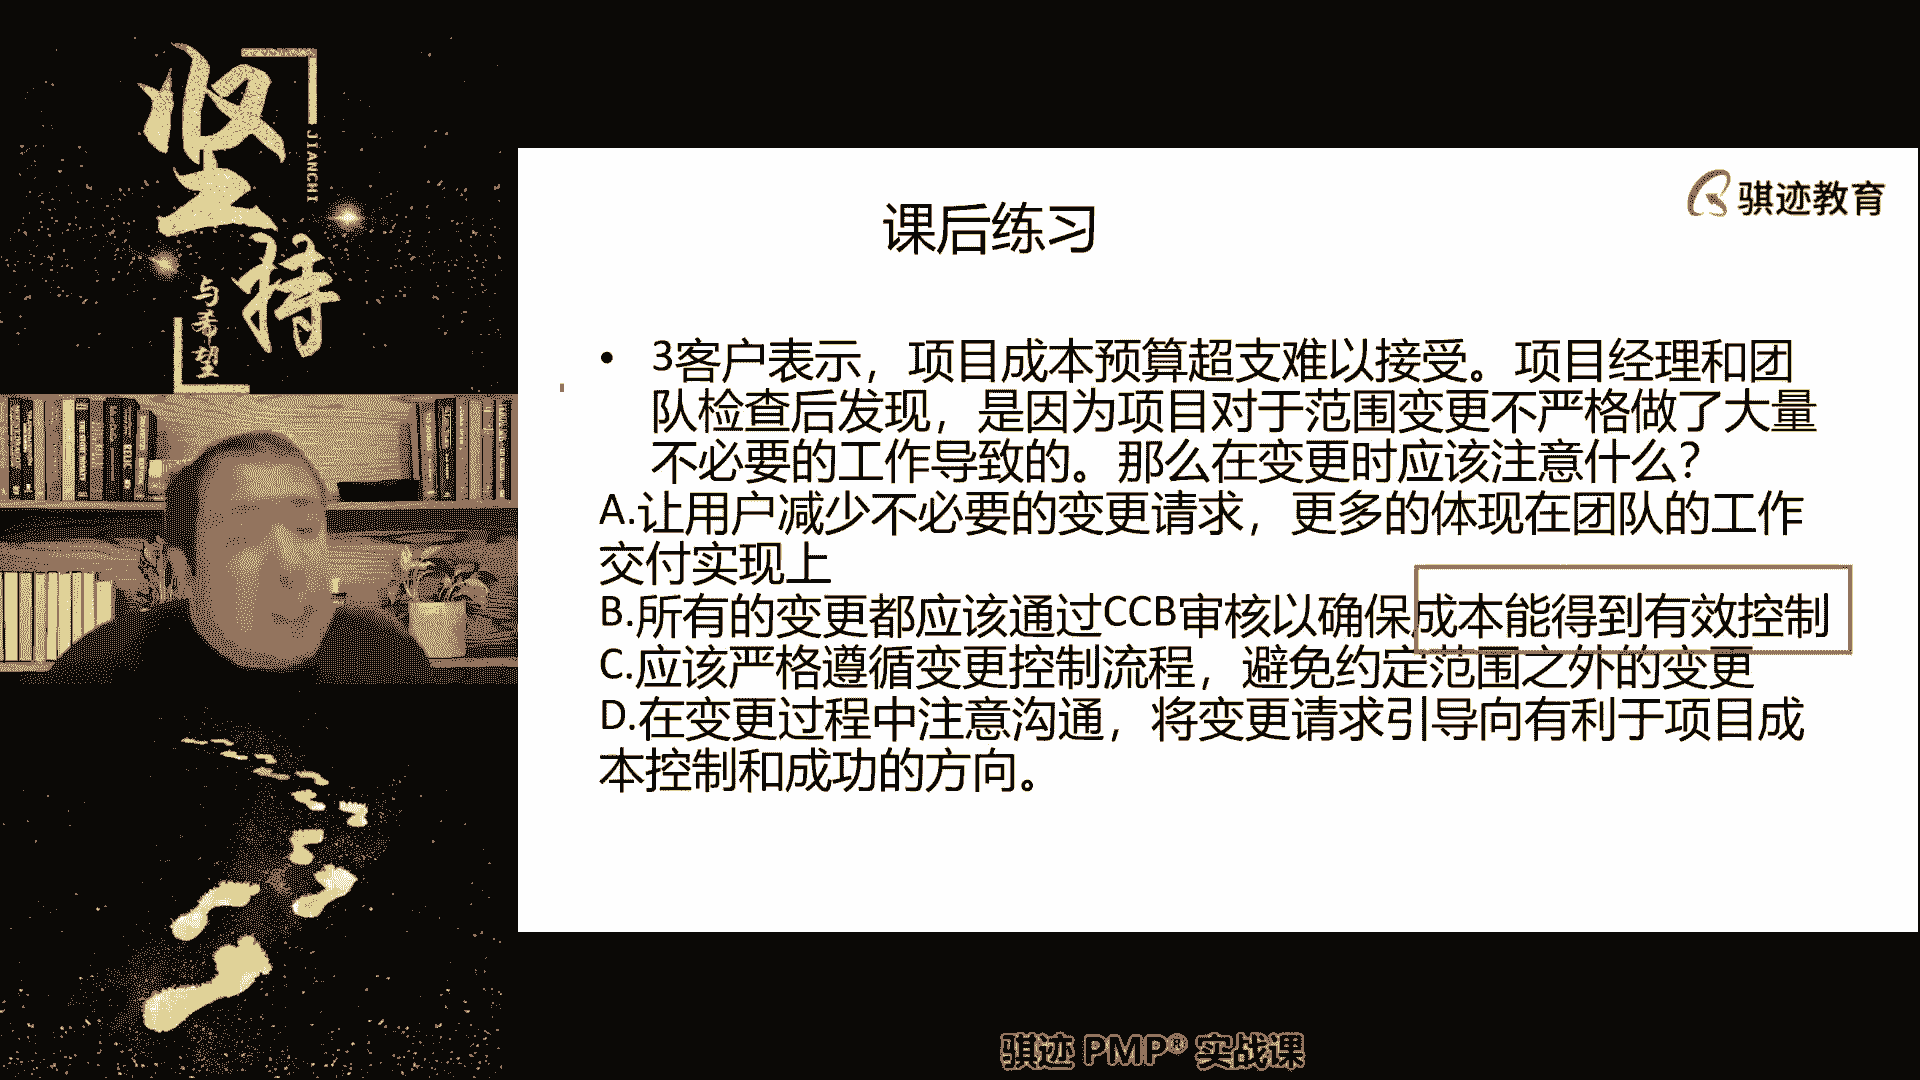 坚持
JIANCHI
与希望
骐迹教育
课后练习
• 3客户表示，项目成本预算超支难以接受。项目经理和团
队检查后发现，是因为项目对于范围变更不严格做了大量
不必要的工作导致的。那么在变更时应该注意什么？
A.让用户减少不必要的变更请求，更多的体现在团队的工作
交付实现上
B.所有的变更都应该通过CCB审核以确保成本能得到有效控制
C.应该严格遵循变更控制流程，避免约定范围之外的变更
D.在变更过程中注意沟通，将变更请求引导向有利于项目成
本控制和成功的方向。
骐迹 PMP® 实战课